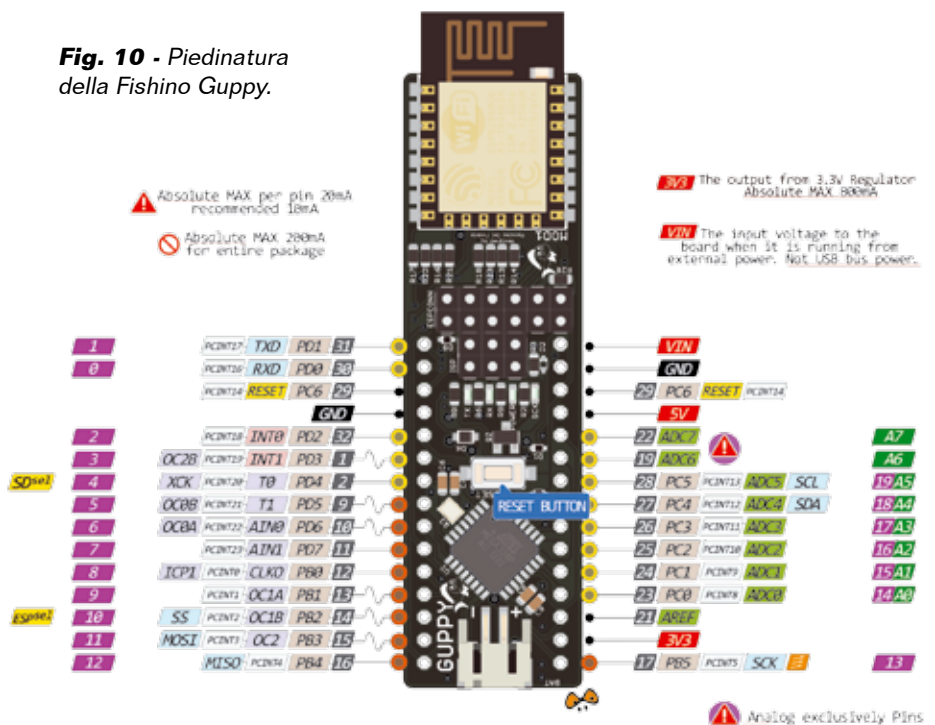 Fig. 10 - Piedinatura
della Fishino Guppy.
Absolute MAX per pin 20mA
recommended 10mA
Absolute MAX 200mA
for entire package
3V3 The output from 3.3V Regulator
Absolute MAX 800mA
VIN The input voltage to the
board when it is running from
external power. Not USB bus power.
WiFi
FC
MOD1
ESPCONN
1 PCINT17 TXD PD1 31
0 PCINT16 RXD PD0 30
PCINT14 RESET PC6 29
GND
2 PCINT18 INT0 PD2 32
3 OC2B PCINT19 INT1 PD3 1
SDsel 4 XCK PCINT20 T0 PD4 2
5 OC0B PCINT21 T1 PD5 9
6 OC0A PCINT22 AIN0 PD6 10
7 PCINT23 AIN1 PD7 11
8 ICP1 PCINT0 CLKO PB0 12
9 PCINT1 OC1A PB1 13
ESPsel 10 SS PCINT2 OC1B PB2 14
11 MOSI PCINT3 OC2 PB3 15
12 MISO PCINT4 PB4 16
VIN
GND
29 PC6 RESET PCINT14
5V
22 ADC7 A7
19 ADC6 A6
28 PC5 PCINT13 ADC5 SCL 19 A5
27 PC4 PCINT12 ADC4 SDA 18 A4
26 PC3 PCINT11 ADC3 17 A3
25 PC2 PCINT10 ADC2 16 A2
24 PC1 PCINT9 ADC1 15 A1
23 PC0 PCINT8 ADC0 14 A0
21 AREF
3V3
17 PB5 PCINT5 SCK 13
RESET BUTTON
GUPPY
- +
BAT
Analog exclusively Pins